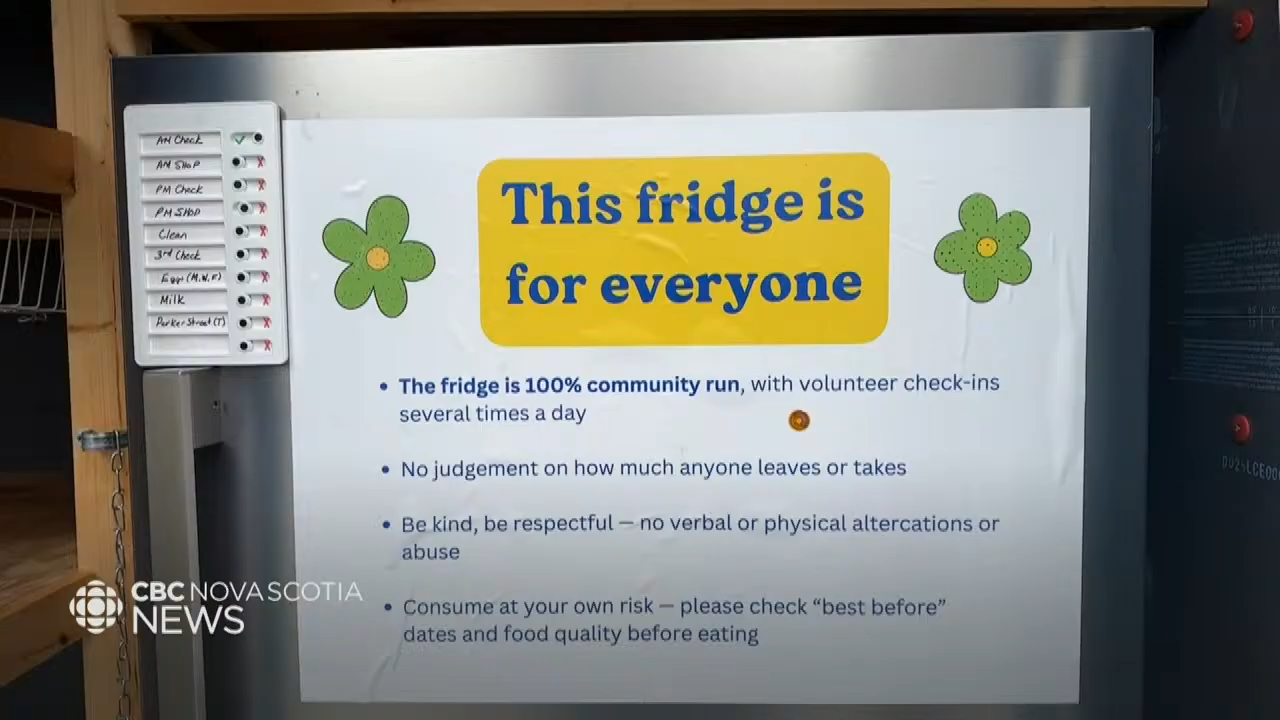 AM Check
AM SHOP
PM Check
PM SHOP
Clean
3rd Check
Eggs (M.W.F)
Milk
Parker Street (T)
This fridge is
for everyone
• The fridge is 100% community run, with volunteer check-ins
several times a day
• No judgement on how much anyone leaves or takes
• Be kind, be respectful — no verbal or physical altercations or
abuse
• Consume at your own risk — please check “best before”
dates and food quality before eating
CBC NOVA SCOTIA
NEWS